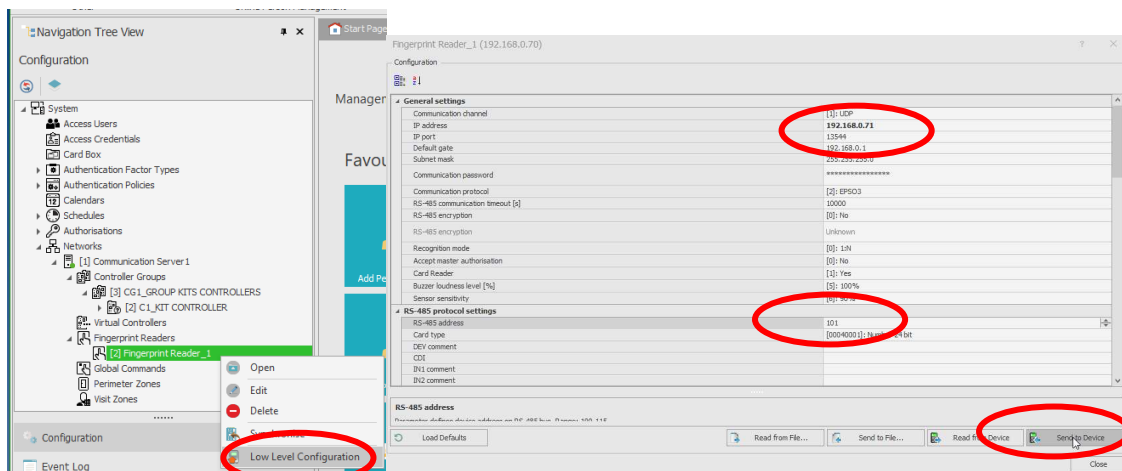 Navigation Tree View
Configuration
System
Access Users
Access Credentials
Card Box
Authentication Factor Types
Authentication Policies
Calendars
Schedules
Authorisations
Networks
[1] Communication Server1
Controller Groups
[3] CG1_GROUP KITS CONTROLLERS
[2] C1_KIT CONTROLLER
Virtual Controllers
Fingerprint Readers
[2] Fingerprint Reader_1
Global Commands
Perimeter Zones
Visit Zones
Configuration
Event Log
Open
Edit
Delete
Low Level Configuration
Start Page
Favou
Add Pe
Fingerprint Reader_1 (192.168.0.70)
Configuration
General settings
Communication channel [1]: UDP
IP address 192.168.0.71
IP port 13544
Default gate 192.168.0.1
Subnet mask 255.255.255.0
Communication password ****************
Communication protocol [2]: EPSO3
RS-485 communication timeout [s] 10000
RS-485 encryption [0]: No
RS-485 encryption Unknown
Recognition mode [0]: 1:N
Accept master authorisation [0]: No
Card Reader [1]: Yes
Buzzer loudness level [%] [5]: 100%
Sensor sensitivity
RS-485 protocol settings
RS-485 address 101
Card type [00040001]: 24 bit
DEV comment
CDI
IN1 comment
IN2 comment
RS-485 address
Load Defaults
Read from File...
Send to File...
Read from Device
Send to Device
Close